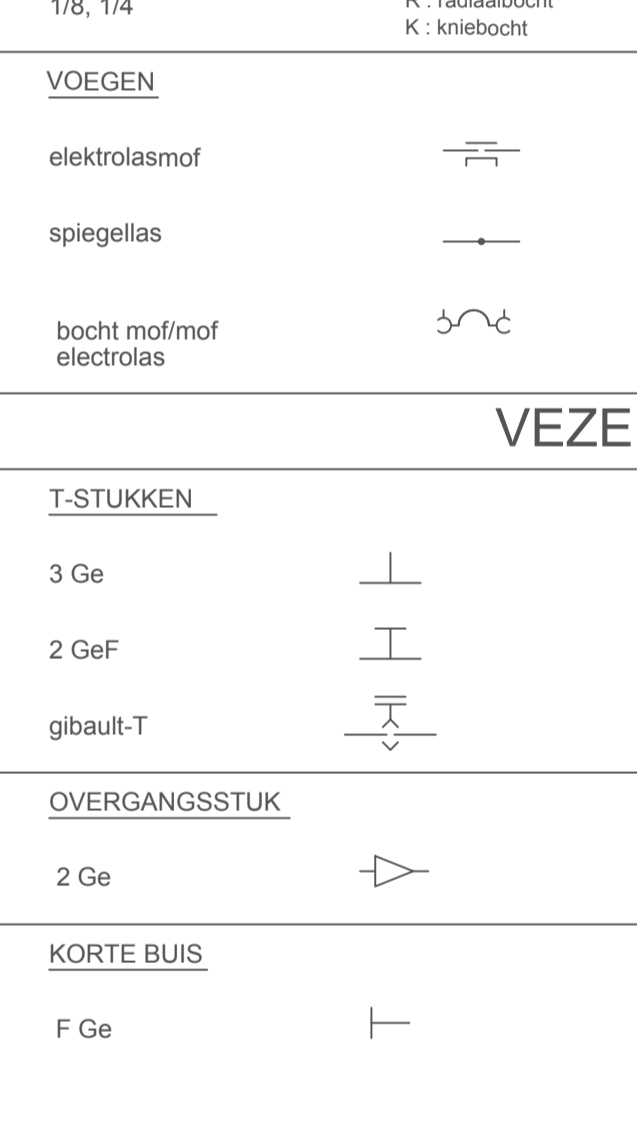 1/8, 1/4
R : radiaalbocht
K : kniebocht
VOEGEN
elektrolasmof
spiegellas
bocht mof/mof
electrolas
VEZE
T-STUKKEN
3 Ge
2 GeF
gibault-T
OVERGANGSSTUK
2 Ge
KORTE BUIS
F Ge